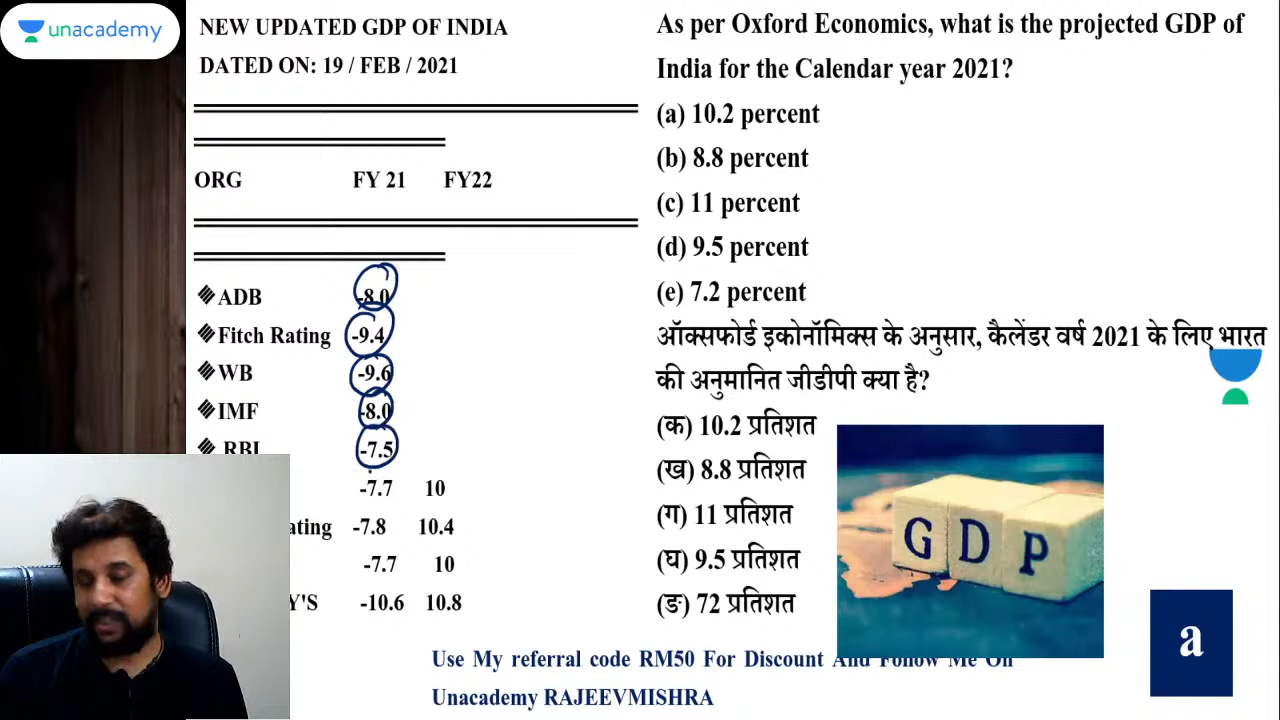 unacademy
NEW UPDATED GDP OF INDIA
DATED ON: 19 / FEB / 2021
ORG FY 21 FY22
ADB -8.0
Fitch Rating -9.4
WB -9.6
IMF -8.0
RBI -7.5
-7.7 10
ating -7.8 10.4
-7.7 10
Y'S -10.6 10.8
As per Oxford Economics, what is the projected GDP of
India for the Calendar year 2021?
(a) 10.2 percent
(b) 8.8 percent
(c) 11 percent
(d) 9.5 percent
(e) 7.2 percent
ऑक्सफोर्ड इकोनॉमिक्स के अनुसार, कैलेंडर वर्ष 2021 के लिए भारत
की अनुमानित जीडीपी क्या है?
(क) 10.2 प्रतिशत
(ख) 8.8 प्रतिशत
(ग) 11 प्रतिशत
(घ) 9.5 प्रतिशत
(ङ) 72 प्रतिशत
GDP
a
Use My referral code RM50 For Discount And Follow Me On
Unacademy RAJEEVMISHRA